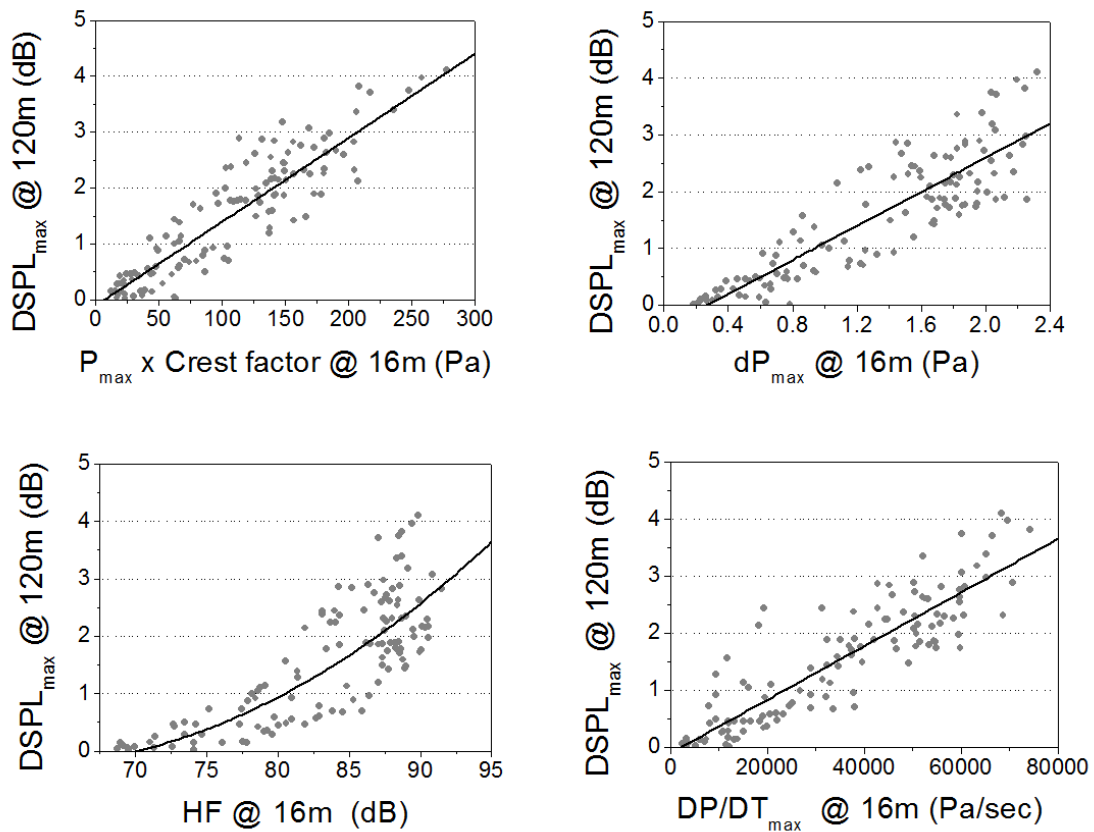 5
4
3
2
1
0
DSPLmax @ 120m (dB)
0 50 100 150 200 250 300
Pmax x Crest factor @ 16m (Pa)
5
4
3
2
1
0
DSPLmax @ 120m (dB)
0.0 0.4 0.8 1.2 1.6 2.0 2.4
dPmax @ 16m (Pa)
5
4
3
2
1
0
DSPLmax @ 120m (dB)
70 75 80 85 90 95
HF @ 16m (dB)
5
4
3
2
1
0
DSPLmax @ 120m (dB)
0 20000 40000 60000 80000
DP/DTmax @ 16m (Pa/sec)